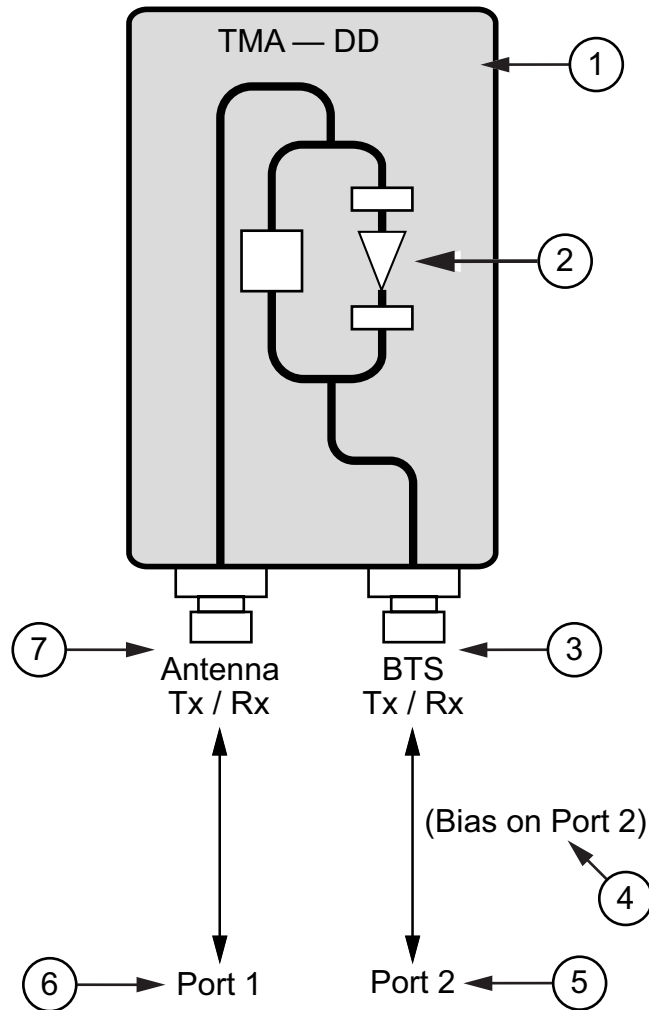 TMA — DD
1
2
7
3
Antenna
Tx / Rx
BTS
Tx / Rx
(Bias on Port 2)
4
6
Port 1
Port 2
5